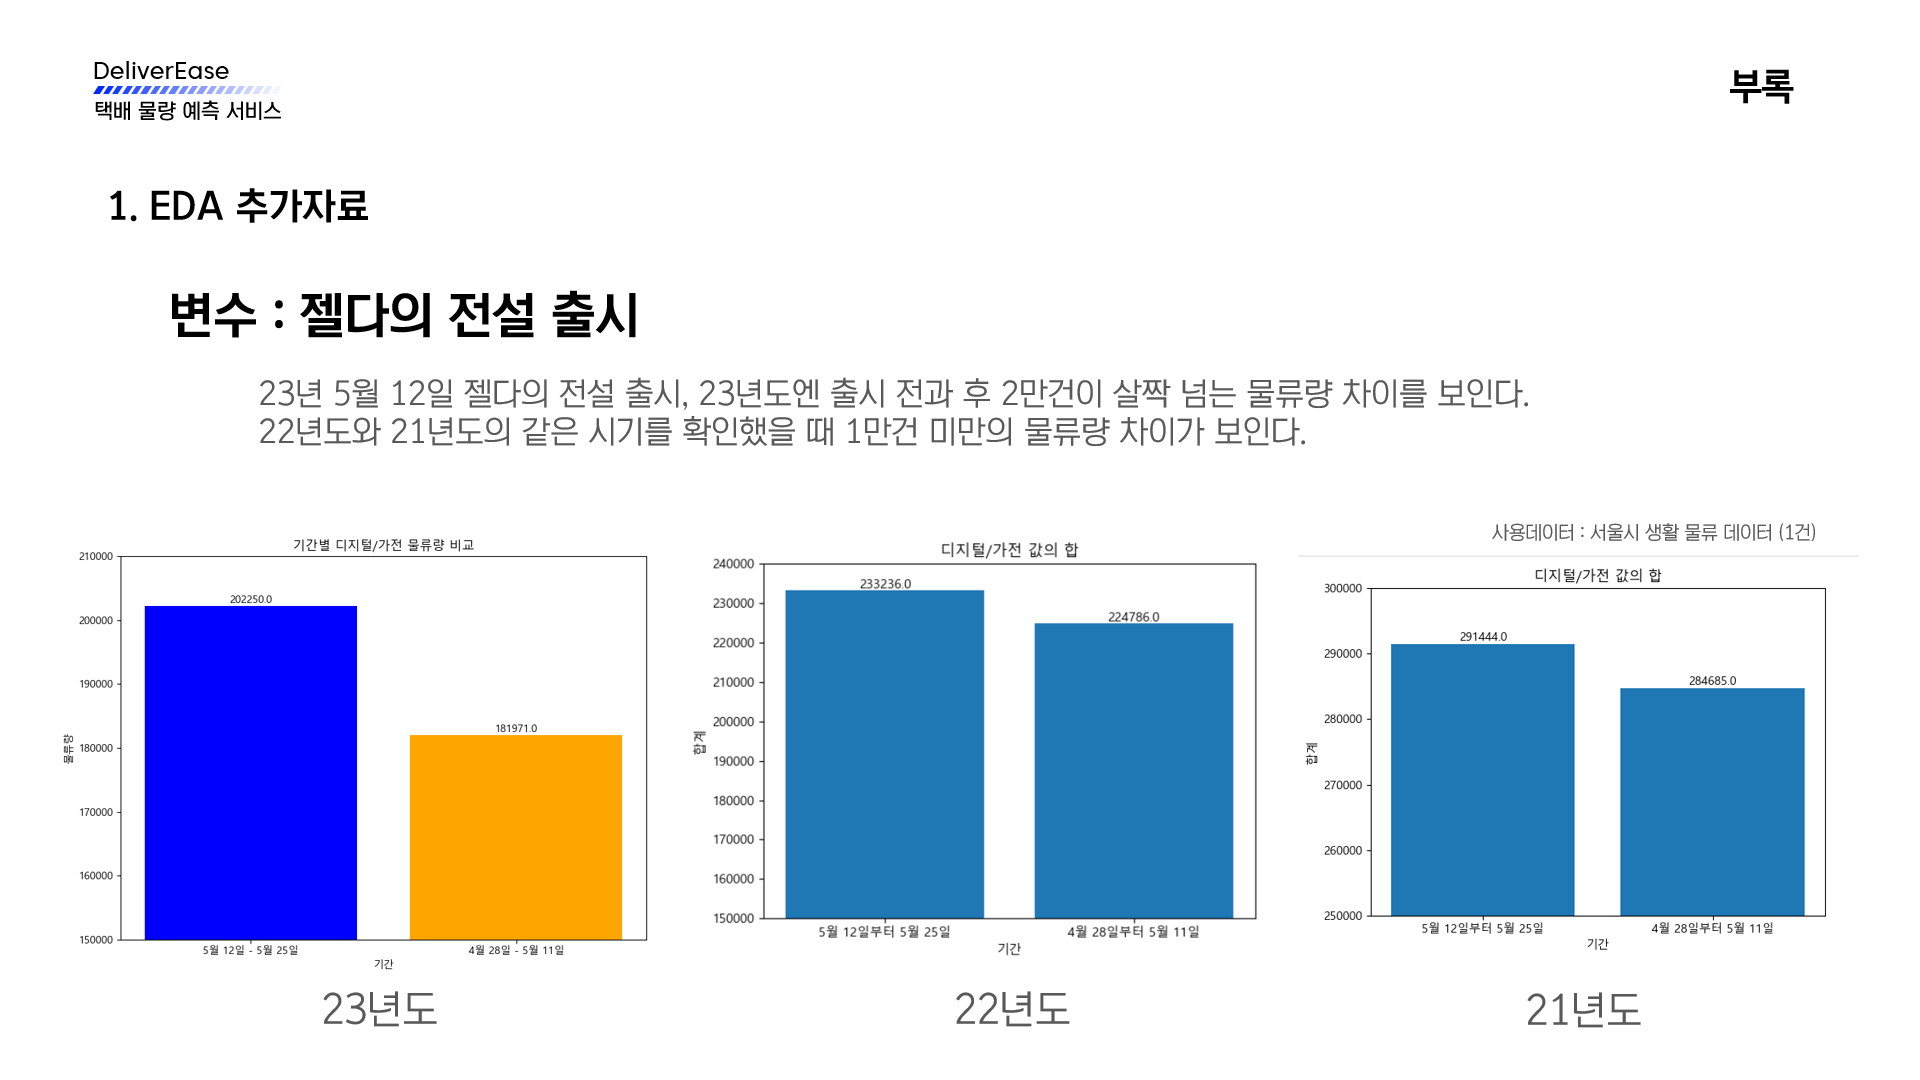 DeliverEase
택배 물량 예측 서비스
부록
1. EDA 추가자료
변수 : 젤다의 전설 출시
23년 5월 12일 젤다의 전설 출시, 23년도엔 출시 전과 후 2만건이 살짝 넘는 물류량 차이를 보인다.
22년도와 21년도의 같은 시기를 확인했을 때 1만건 미만의 물류량 차이가 보인다.
사용데이터 : 서울시 생활 물류 데이터 (1건)
기간별 디지털/가전 물류량 비교
210000
200000
190000
180000
170000
160000
150000
물류량
202250.0
181971.0
5월 12일 - 5월 25일
4월 28일 - 5월 11일
기간
23년도
디지털/가전 값의 합
240000
230000
220000
210000
200000
190000
180000
170000
160000
150000
합계
233236.0
224786.0
5월 12일부터 5월 25일
4월 28일부터 5월 11일
기간
22년도
디지털/가전 값의 합
300000
290000
280000
270000
260000
250000
합계
291444.0
284685.0
5월 12일부터 5월 25일
4월 28일부터 5월 11일
기간
21년도